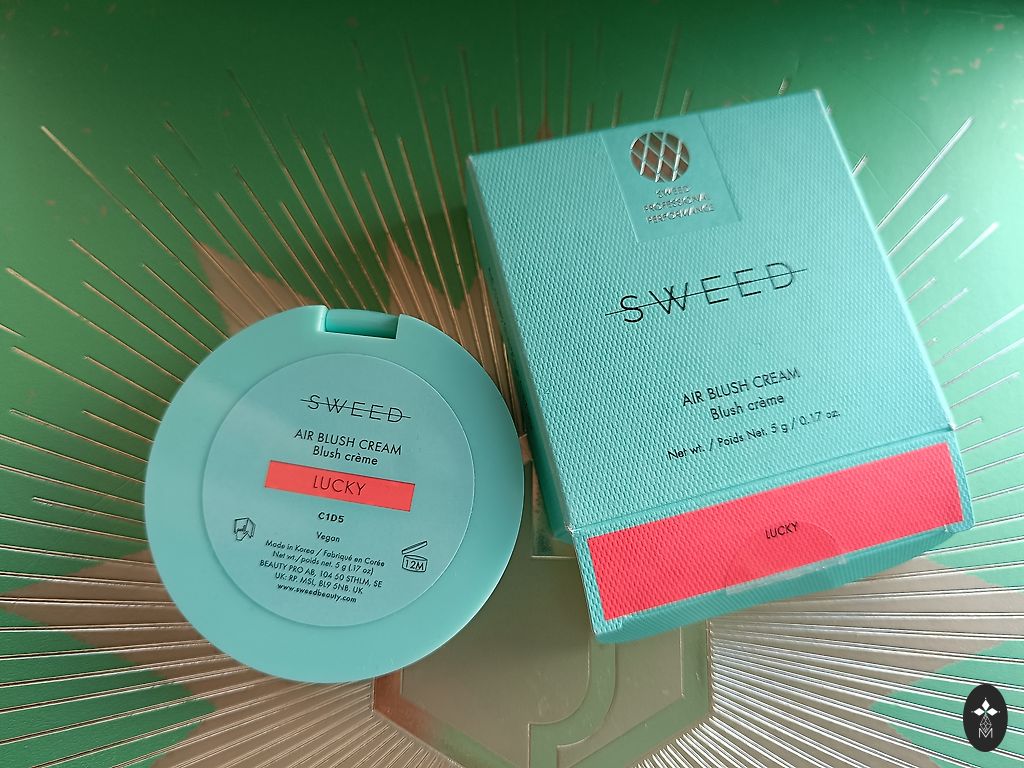 SWEED
AIR BLUSH CREAM
Blush crème
LUCKY
C1D5
Vegan
Made in Korea / Fabriqué en Corée
Net wt./poids net. 5 g (.17 oz)
BEAUTY PRO AB, 104 50 STHLM, SE
UK: RP. MSL BL9 5NB. UK
www.sweedbeauty.com
12M
SWEED
PROFESSIONAL
PERFORMANCE
SWEED
AIR BLUSH CREAM
Blush crème
Net wt. / Poids Net. 5 g / 0.17 oz.
LUCKY
M